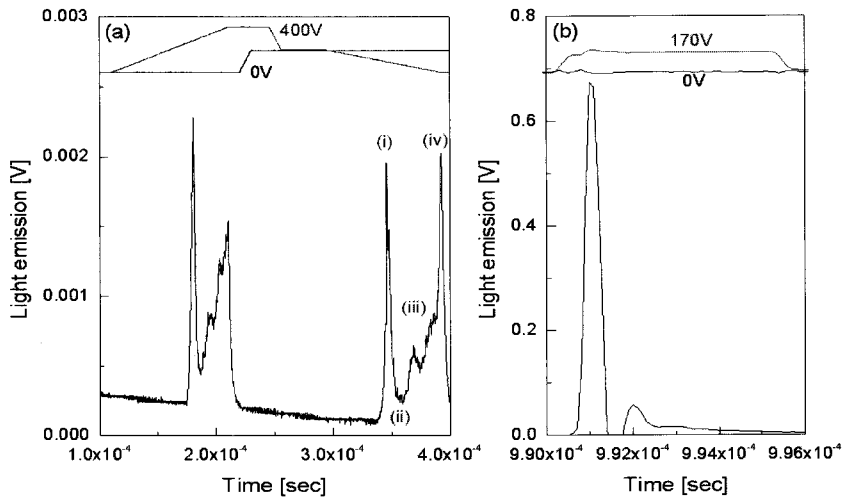 (a)
400V
0V
0.003
0.002
0.001
0.000
Light emission [V]
(i)
(ii)
(iii)
(iv)
1.0x10-4
2.0x10-4
3.0x10-4
4.0x10-4
Time [sec]
(b)
170V
0V
0.8
0.6
0.4
0.2
0.0
Light emission [V]
9.90x10-4
9.92x10-4
9.94x10-4
9.96x10-4
Time [sec]